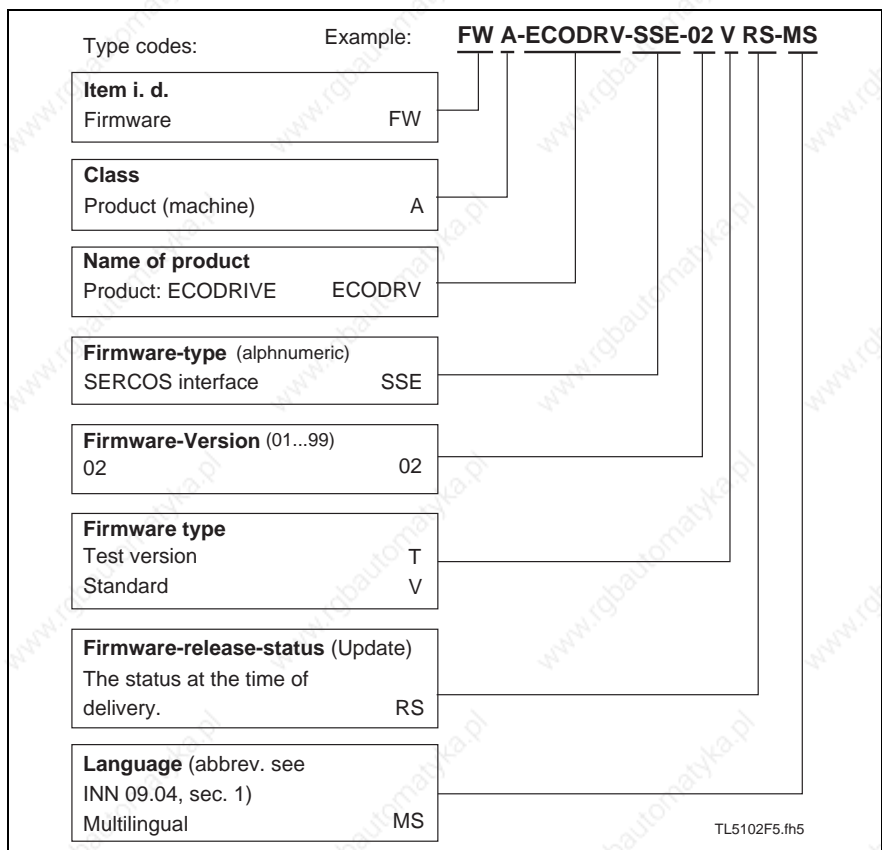 Type codes: Example: FW A-ECODRV-SSE-02 V RS-MS
Item i. d.
Firmware FW
Class
Product (machine) A
Name of product
Product: ECODRIVE ECODRV
Firmware-type (alphnumeric)
SERCOS interface SSE
Firmware-Version (01...99)
02 02
Firmware type
Test version T
Standard V
Firmware-release-status (Update)
The status at the time of
delivery. RS
Language (abbrev. see
INN 09.04, sec. 1)
Multilingual MS
TL5102F5.fh5
www.rgbautomatyka.pl